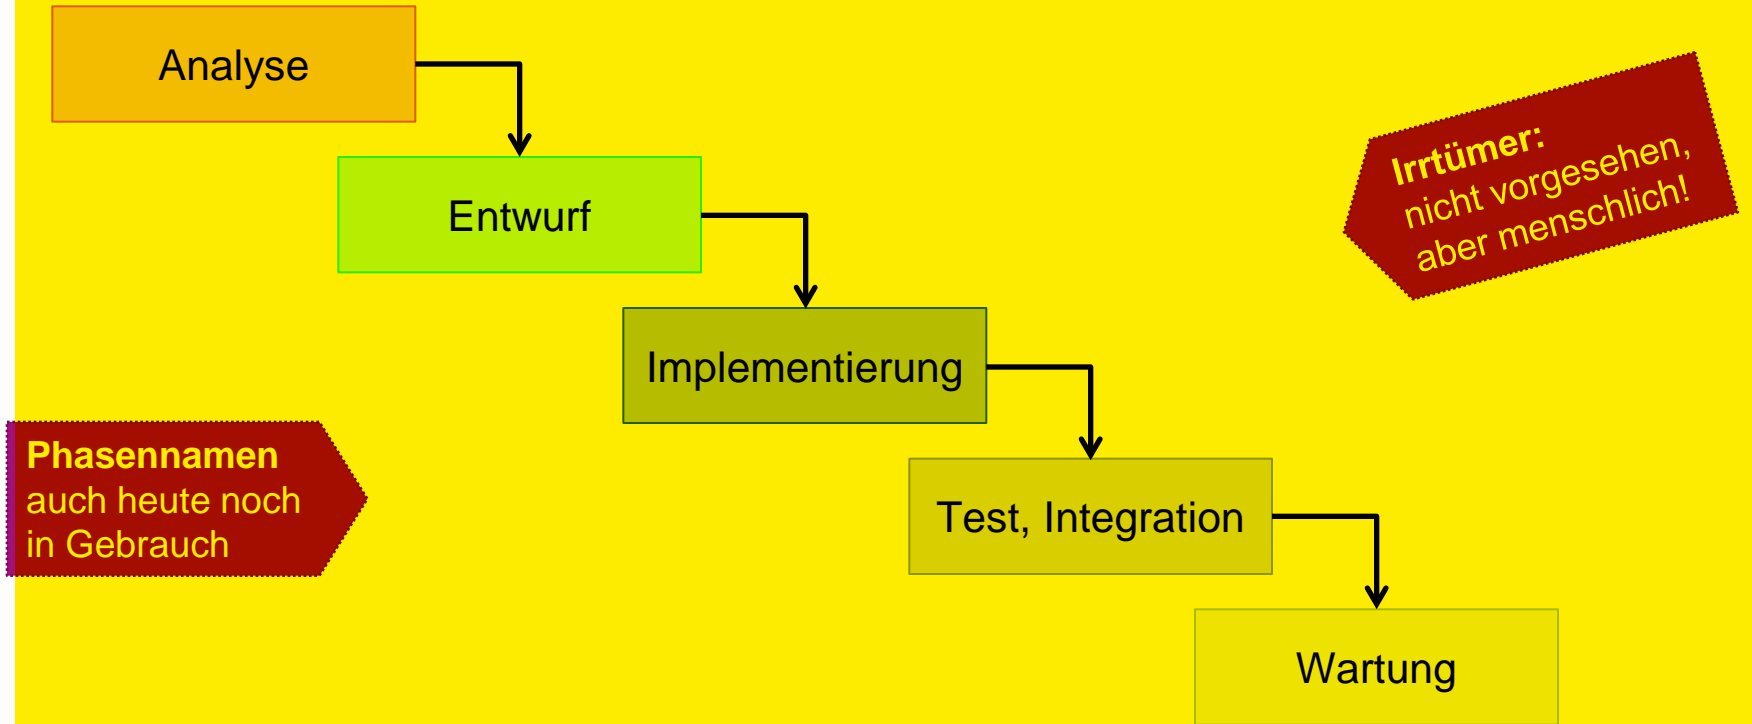 Analyse
Irrtümer:
nicht vorgesehen,
aber menschlich!
Entwurf
Implementierung
Phasennamen
auch heute noch
in Gebrauch
Test, Integration
Wartung